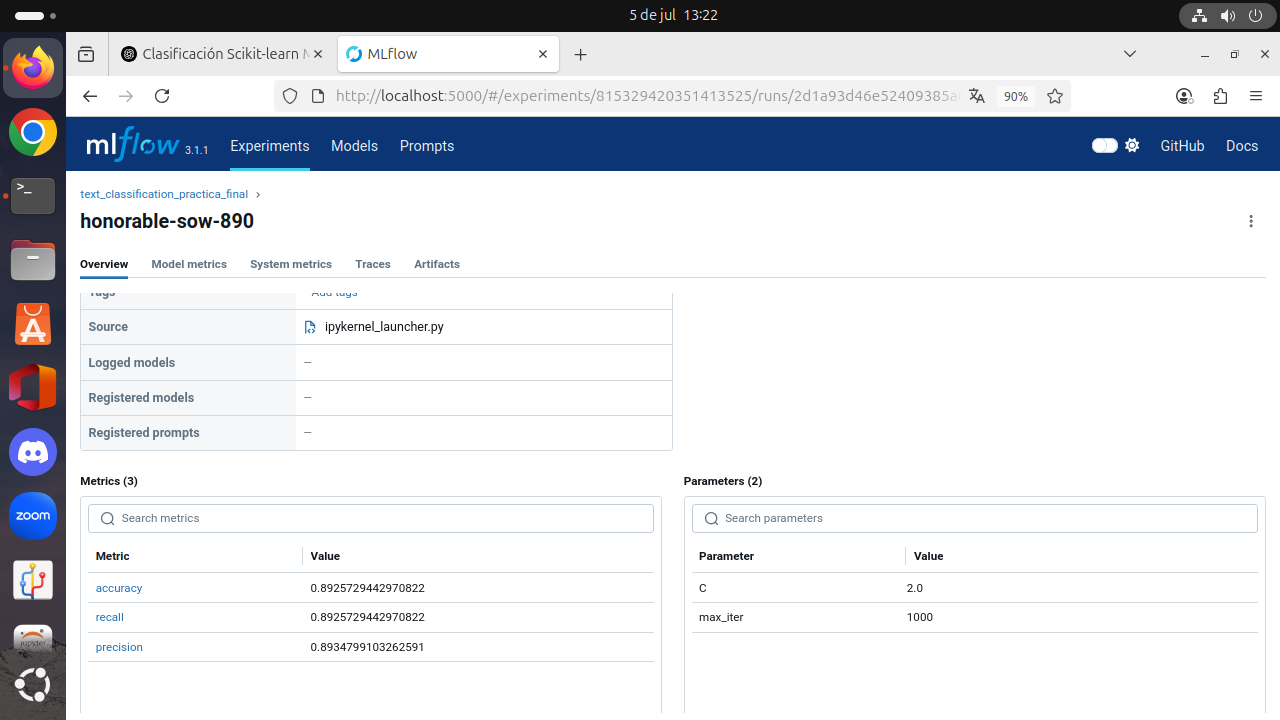 5 de jul 13:22
Clasificación Scikit-learn M
MLflow
http://localhost:5000/#/experiments/815329420351413525/runs/2d1a93d46e52409385a
90%
mlflow 3.1.1 Experiments Models Prompts GitHub Docs
text_classification_practica_final
honorable-sow-890
Overview Model metrics System metrics Traces Artifacts
Tags Add tags
Source ipykernel_launcher.py
Logged models —
Registered models —
Registered prompts —
Metrics (3) Parameters (2)
Search metrics Search parameters
Metric Value Parameter Value
accuracy 0.8925729442970822 C 2.0
recall 0.8925729442970822 max_iter 1000
precision 0.8934799103262591
zoom
jupyter